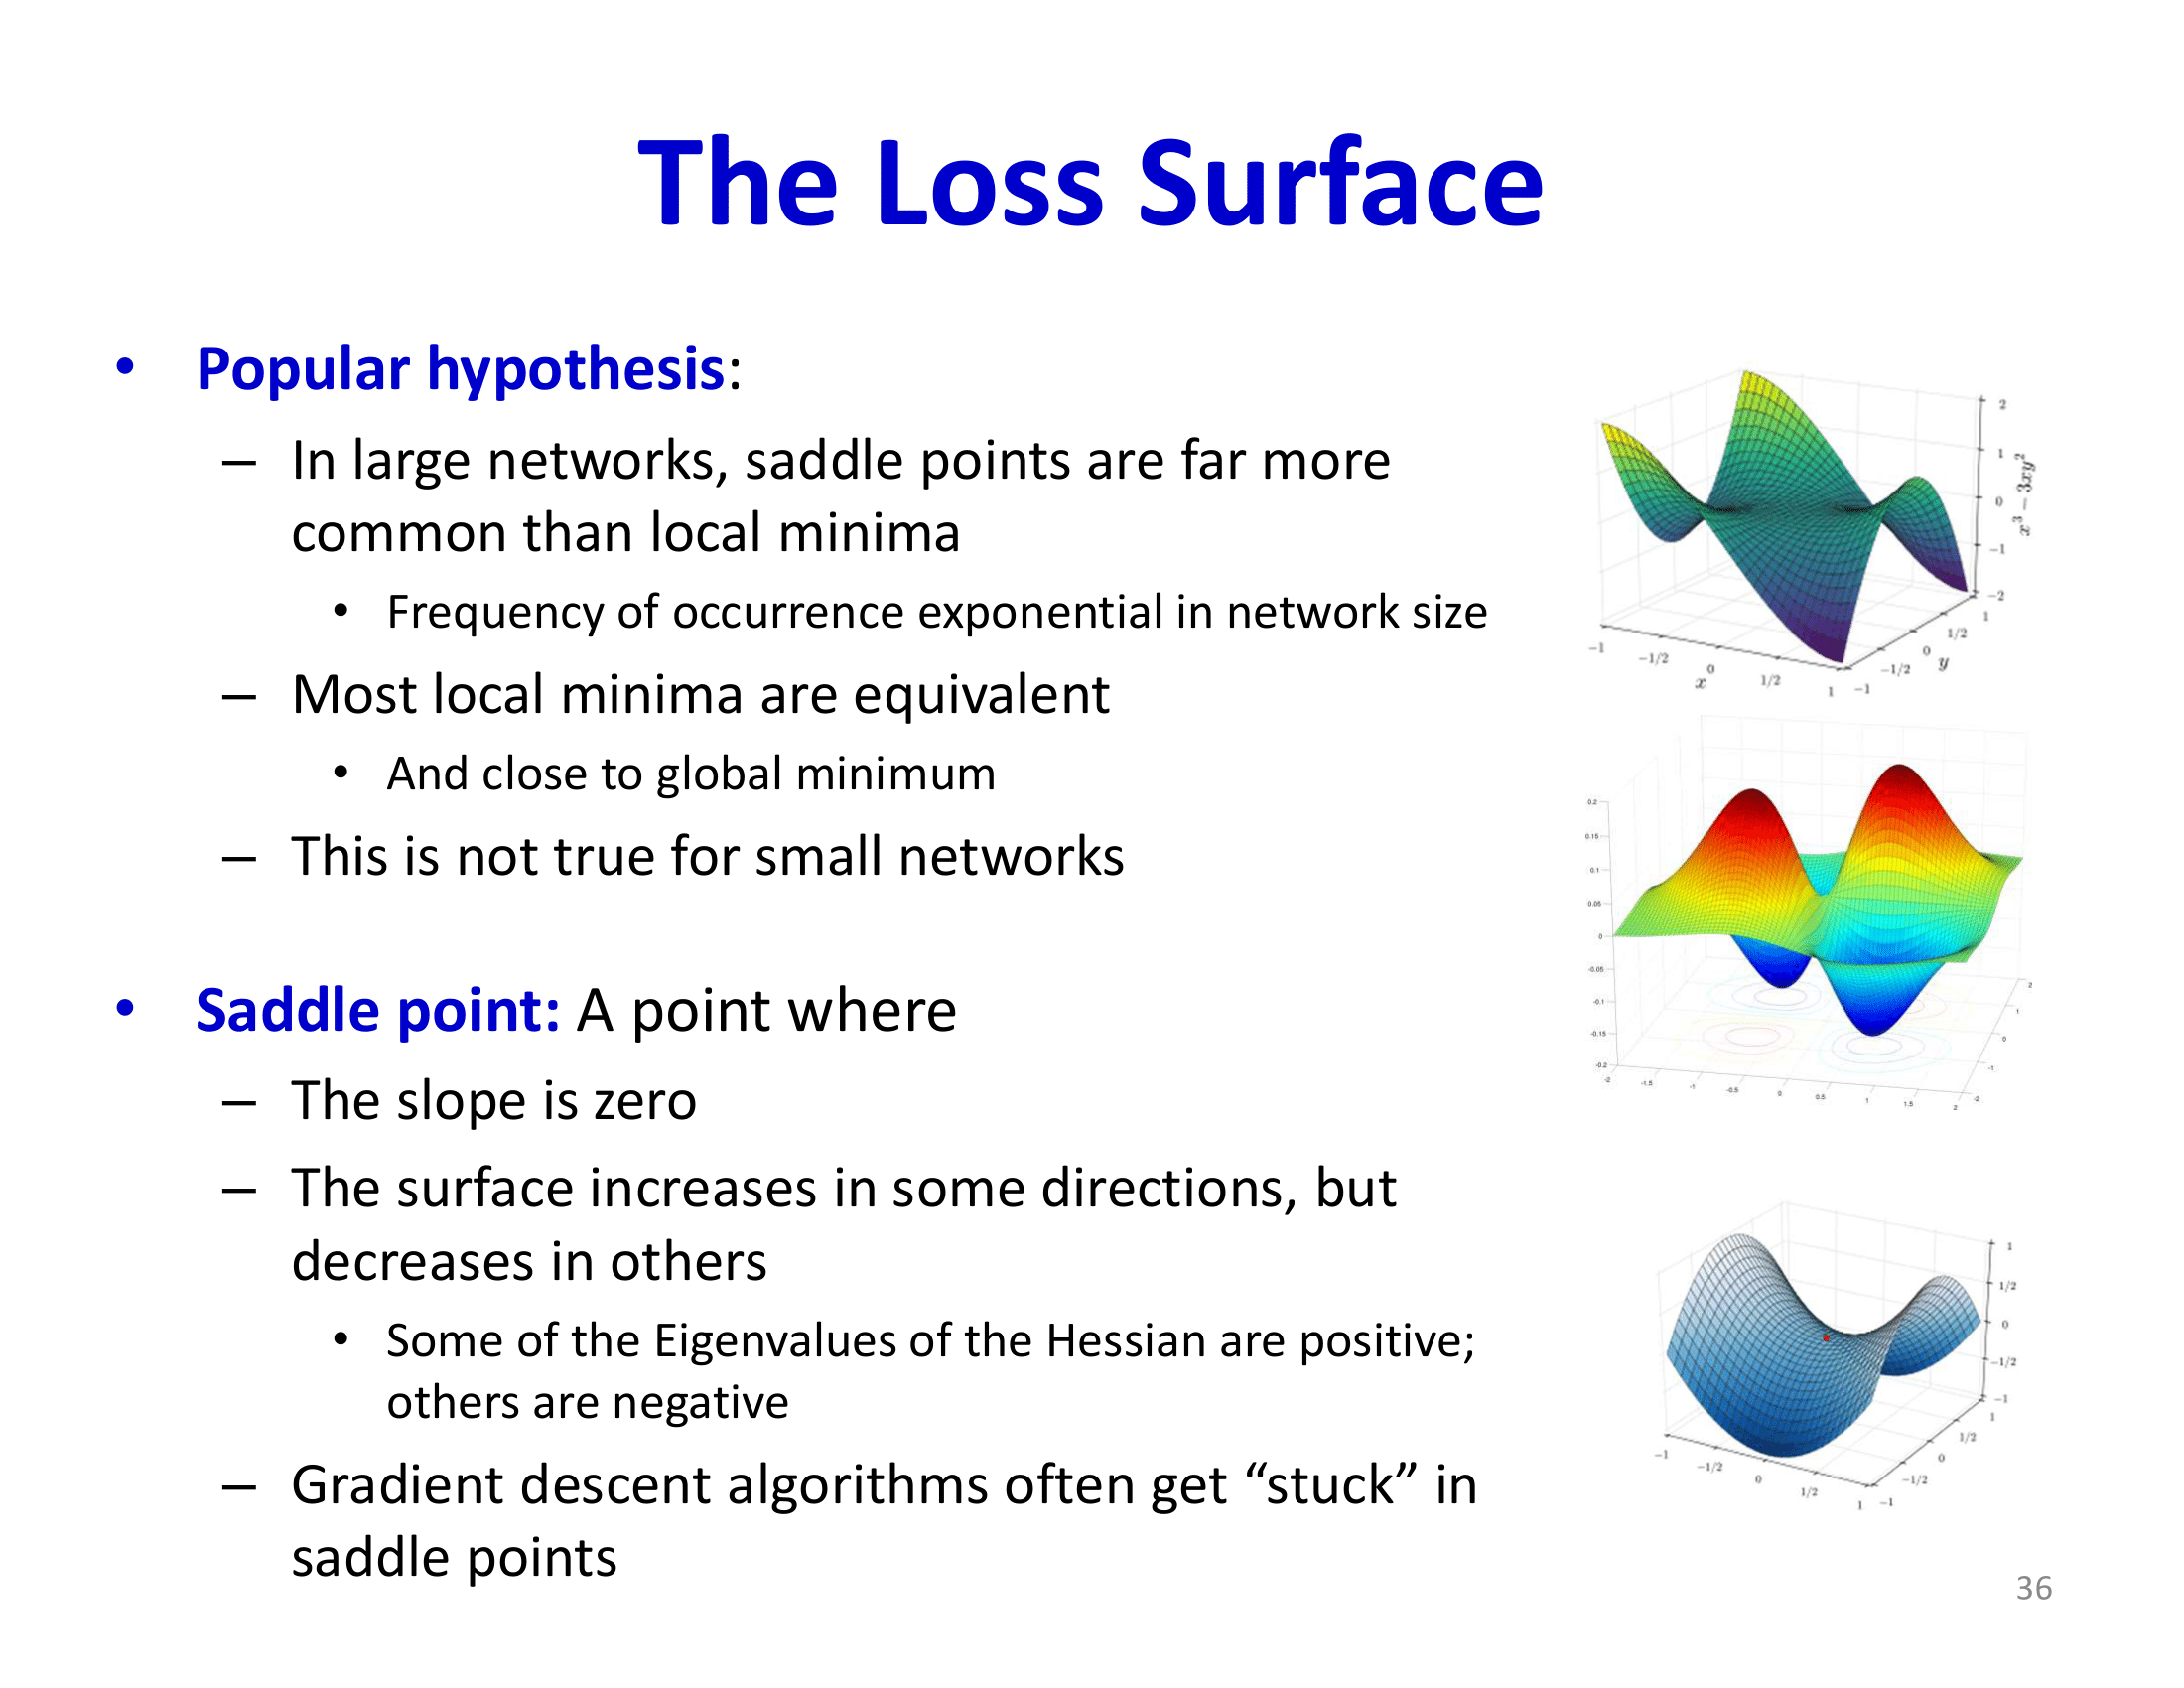 The Loss Surface
• Popular hypothesis:
– In large networks, saddle points are far more
common than local minima
• Frequency of occurrence exponential in network size
– Most local minima are equivalent
• And close to global minimum
– This is not true for small networks
• Saddle point: A point where
– The slope is zero
– The surface increases in some directions, but
decreases in others
• Some of the Eigenvalues of the Hessian are positive;
others are negative
– Gradient descent algorithms often get “stuck” in
saddle points
2
1
0
−1
−2
x³ − 3xy²
−1
−1/2
0
1/2
1
x
−1
−1/2
0
1/2
1
y
0.2
0.15
0.1
0.05
0
-0.05
-0.1
-0.15
-0.2
-2
-1.5
-1
-0.5
0
0.5
1
1.5
2
-2
-1
0
1
2
1
1/2
0
−1/2
−1
−1
−1/2
0
1/2
1
−1
−1/2
0
1/2
1
36